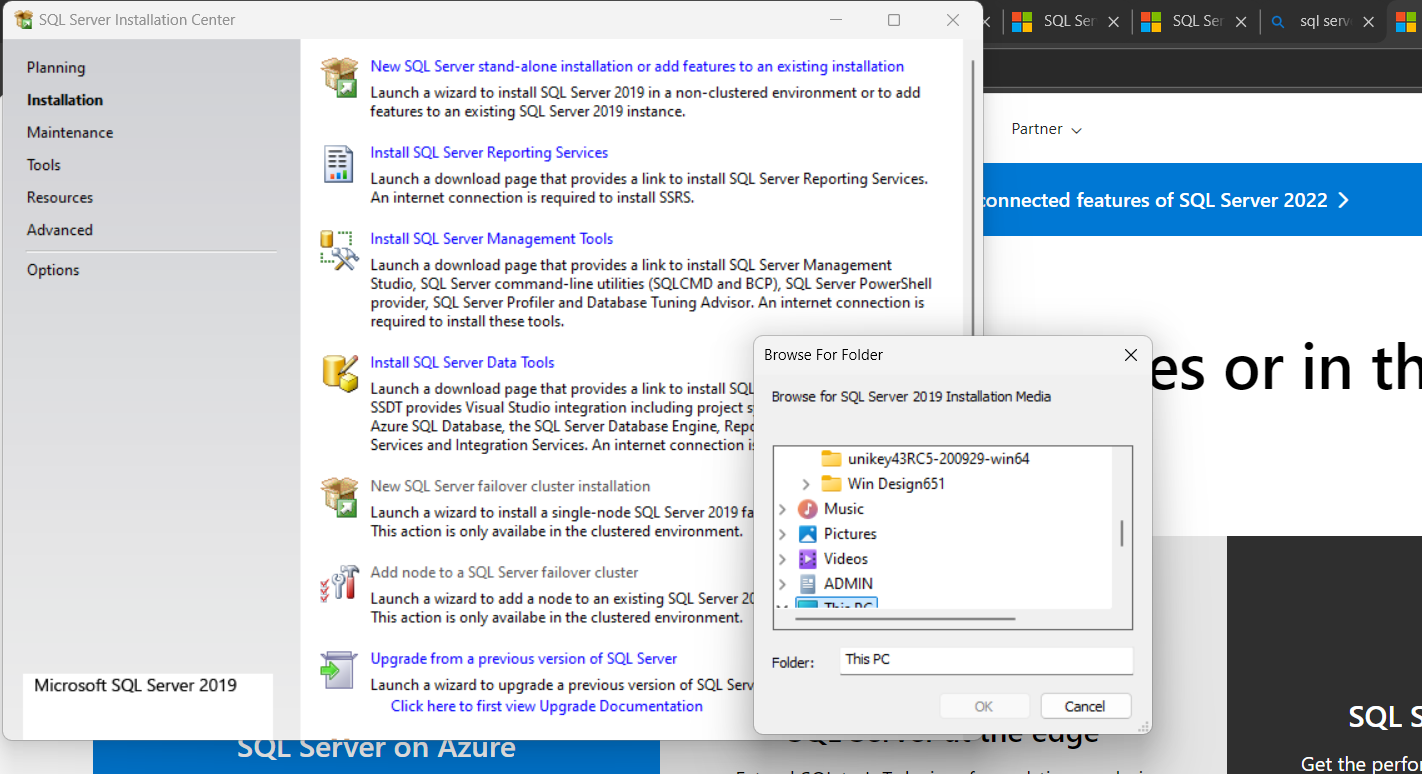 SQL Server Installation Center
SQL Ser
SQL Ser
sql serv
Planning
Installation
Maintenance
Tools
Resources
Advanced
Options
Microsoft SQL Server 2019
New SQL Server stand-alone installation or add features to an existing installation
Launch a wizard to install SQL Server 2019 in a non-clustered environment or to add
features to an existing SQL Server 2019 instance.
Install SQL Server Reporting Services
Launch a download page that provides a link to install SQL Server Reporting Services.
An internet connection is required to install SSRS.
Install SQL Server Management Tools
Launch a download page that provides a link to install SQL Server Management
Studio, SQL Server command-line utilities (SQLCMD and BCP), SQL Server PowerShell
provider, SQL Server Profiler and Database Tuning Advisor. An internet connection is
required to install these tools.
Install SQL Server Data Tools
Launch a download page that provides a link to install SQL
SSDT provides Visual Studio integration including project sy
Azure SQL Database, the SQL Server Database Engine, Repo
Services and Integration Services. An internet connection is
New SQL Server failover cluster installation
Launch a wizard to install a single-node SQL Server 2019 fa
This action is only availabe in the clustered environment.
Add node to a SQL Server failover cluster
Launch a wizard to add a node to an existing SQL Server 20
This action is only availabe in the clustered environment.
Upgrade from a previous version of SQL Server
Launch a wizard to upgrade a previous version of SQL Serv
Click here to first view Upgrade Documentation
Partner
connected features of SQL Server 2022
es or in th
Browse For Folder
Browse for SQL Server 2019 Installation Media
unikey43RC5-200929-win64
Win Design651
Music
Pictures
Videos
ADMIN
This PC
Folder: This PC
OK Cancel
SQL Server on Azure
SQL Server at the edge
SQL S
Get the perfo